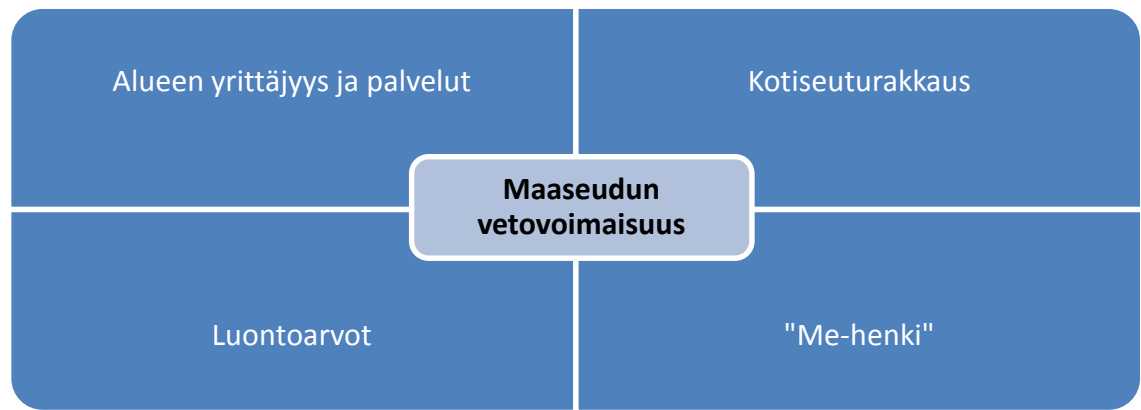 Alueen yrittäjyys ja palvelut
Kotiseuturakkaus
Maaseudun
vetovoimaisuus
Luontoarvot
"Me-henki"